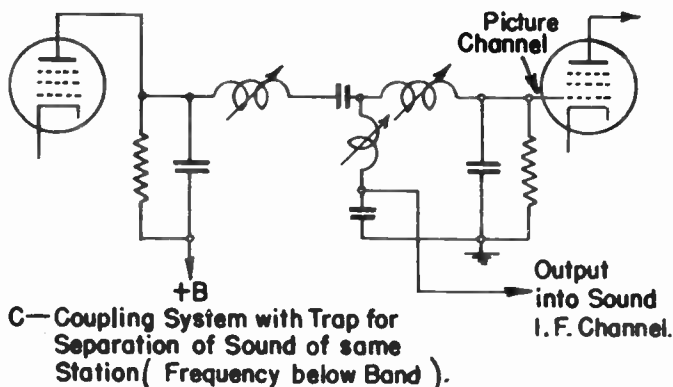 Picture
Channel
+B
Output
into Sound
I.F. Channel.
C—Coupling System with Trap for
Separation of Sound of same
Station( Frequency below Band ).